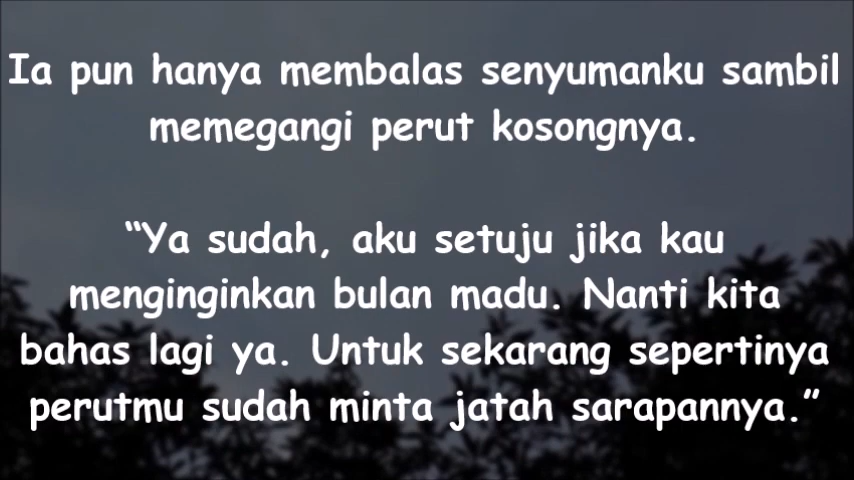 Ia pun hanya membalas senyumanku sambil
memegangi perut kosongnya.
“Ya sudah, aku setuju jika kau
menginginkan bulan madu. Nanti kita
bahas lagi ya. Untuk sekarang sepertinya
perutmu sudah minta jatah sarapannya.”